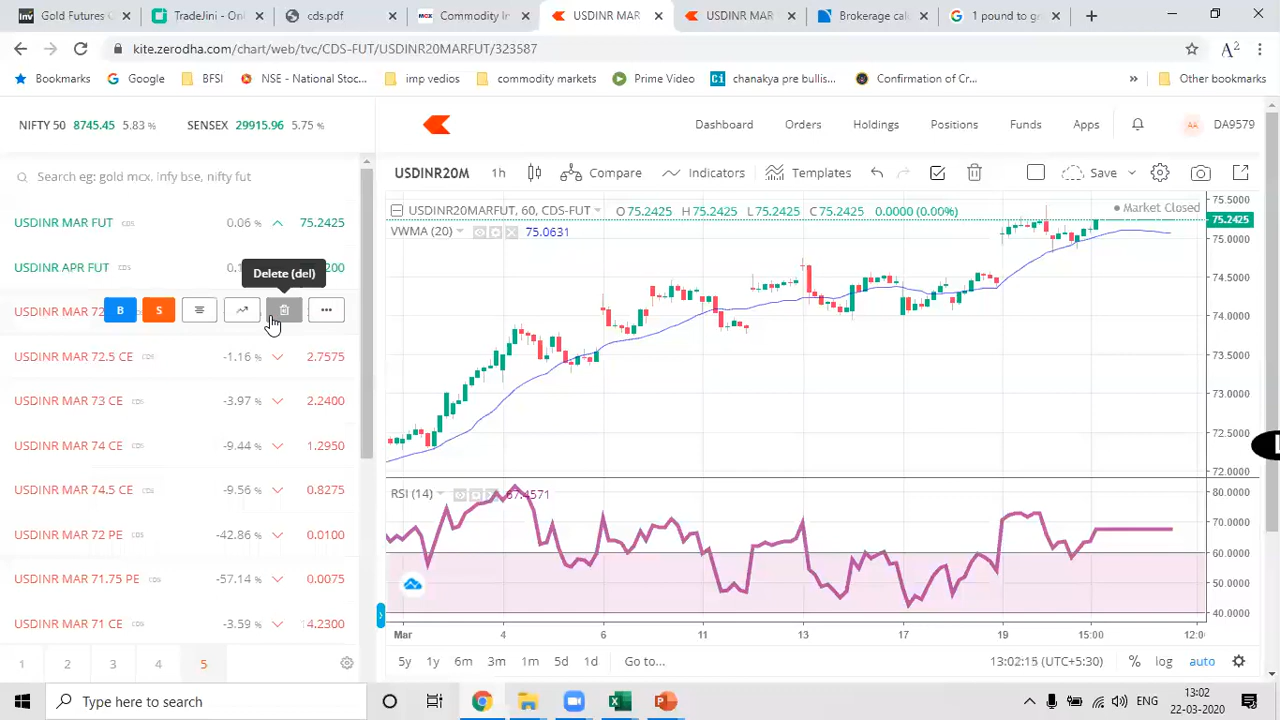 Gold Futures C
TradeJini - Onl
cds.pdf
Commodity In
USDINR MAR
USDINR MAR
Brokerage cal
1 pound to g
kite.zerodha.com/chart/web/tvc/CDS-FUT/USDINR20MARFUT/323587
Bookmarks
Google
BFSI
NSE - National Stoc...
imp vedios
commodity markets
Prime Video
chanakya pre bullis...
Confirmation of Cr...
»
Other bookmarks
NIFTY 50 8745.45 5.83 % SENSEX 29915.96 5.75 %
Dashboard Orders Holdings Positions Funds Apps AA DA9579
Search eg: gold mcx, infy bse, nifty fut
USDINR MAR FUT CDS 0.06 % 75.2425
USDINR APR FUT CDS
Delete (del)
USDINR MAR 72 B S ...
USDINR MAR 72.5 CE CDS -1.16 % 2.7575
USDINR MAR 73 CE CDS -3.97 % 2.2400
USDINR MAR 74 CE CDS -9.44 % 1.2950
USDINR MAR 74.5 CE CDS -9.56 % 0.8275
USDINR MAR 72 PE CDS -42.86 % 0.0100
USDINR MAR 71.75 PE CDS -57.14 % 0.0075
USDINR MAR 71 CE CDS -3.59 % 14.2300
1 2 3 4 5
USDINR20M 1h Compare Indicators Templates Save
USDINR20MARFUT, 60, CDS-FUT O 75.2425 H 75.2425 L 75.2425 C 75.2425 0.0000 (0.00%)
Market Closed
VWMA (20) 75.0631
75.5000
75.2425
75.0000
74.5000
74.0000
73.5000
73.0000
72.5000
72.0000
RSI (14) 67.4571
80.0000
70.0000
60.0000
50.0000
40.0000
Mar 4 6 11 13 17 19 15:00 12:0
5y 1y 6m 3m 1m 5d 1d Go to... 13:02:15 (UTC+5:30) % log auto
Type here to search
ENG
13:02
22-03-2020